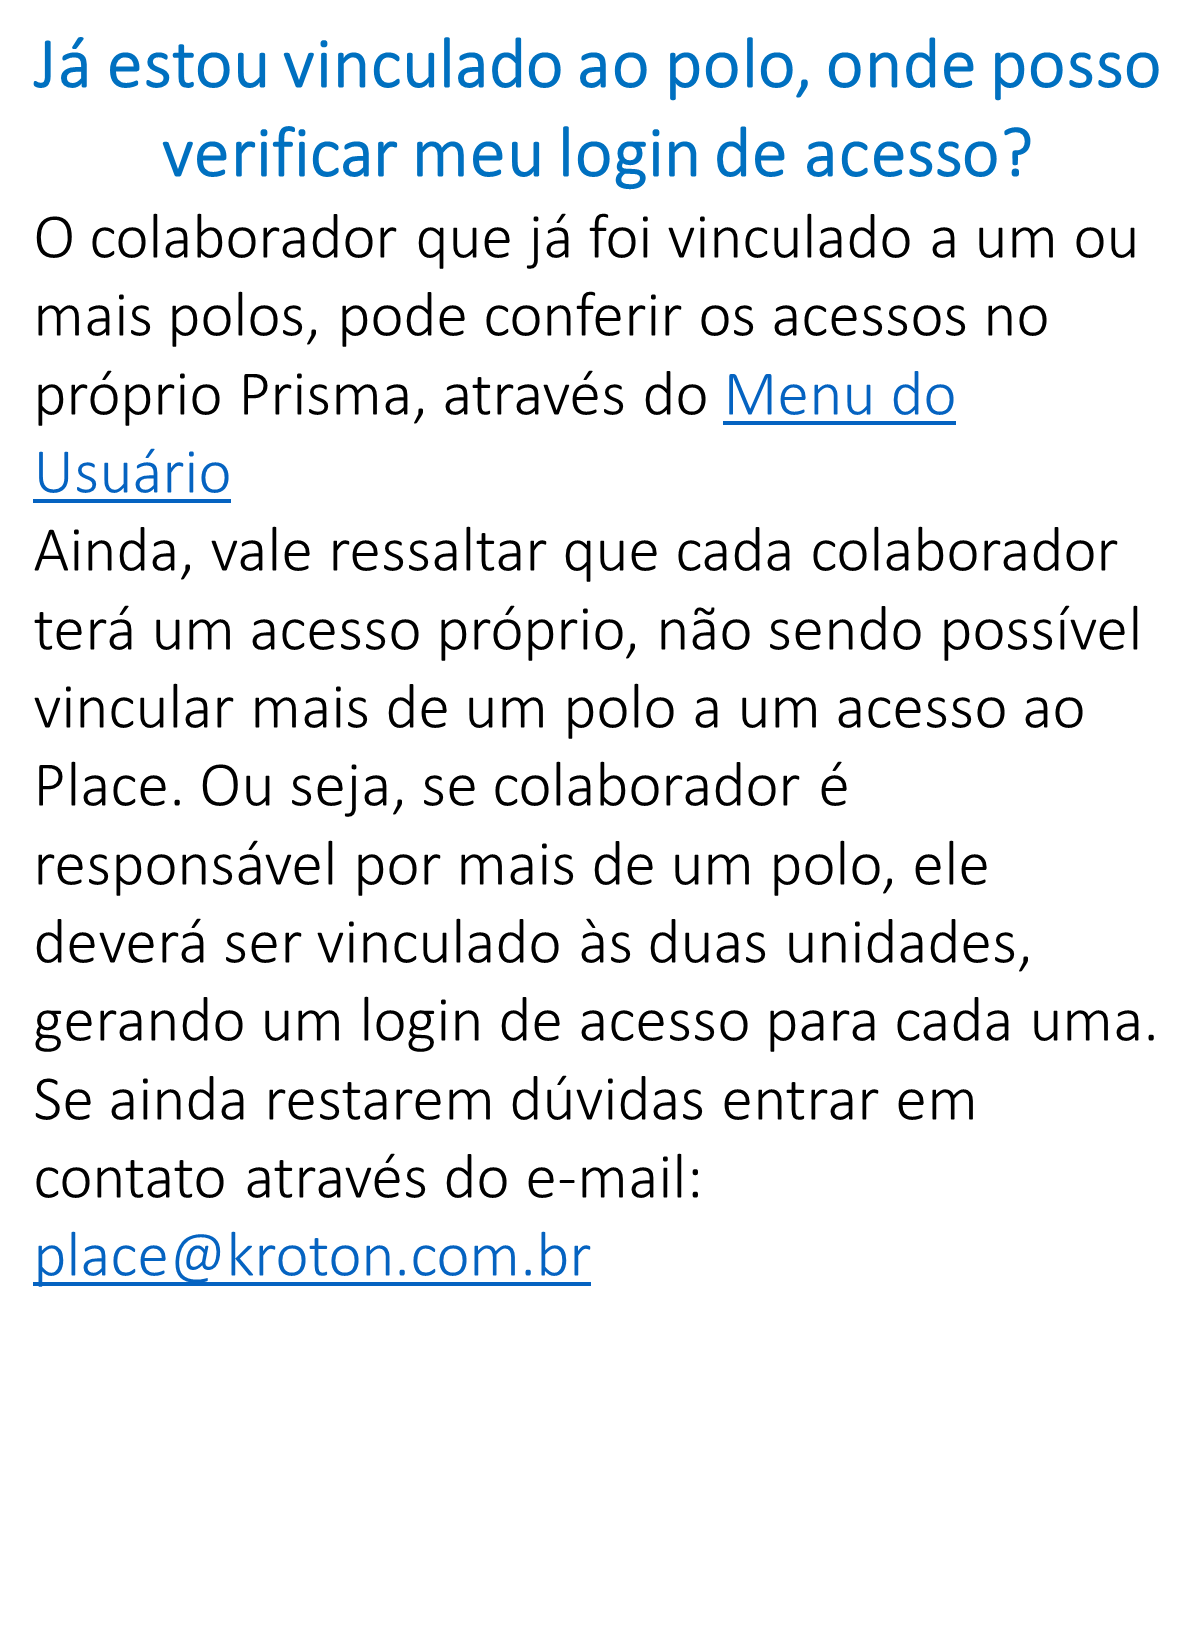 Já estou vinculado ao polo, onde posso
verificar meu login de acesso?
O colaborador que já foi vinculado a um ou
mais polos, pode conferir os acessos no
próprio Prisma, através do Menu do
Usuário
Ainda, vale ressaltar que cada colaborador
terá um acesso próprio, não sendo possível
vincular mais de um polo a um acesso ao
Place. Ou seja, se colaborador é
responsável por mais de um polo, ele
deverá ser vinculado às duas unidades,
gerando um login de acesso para cada uma.
Se ainda restarem dúvidas entrar em
contato através do e-mail:
place@kroton.com.br